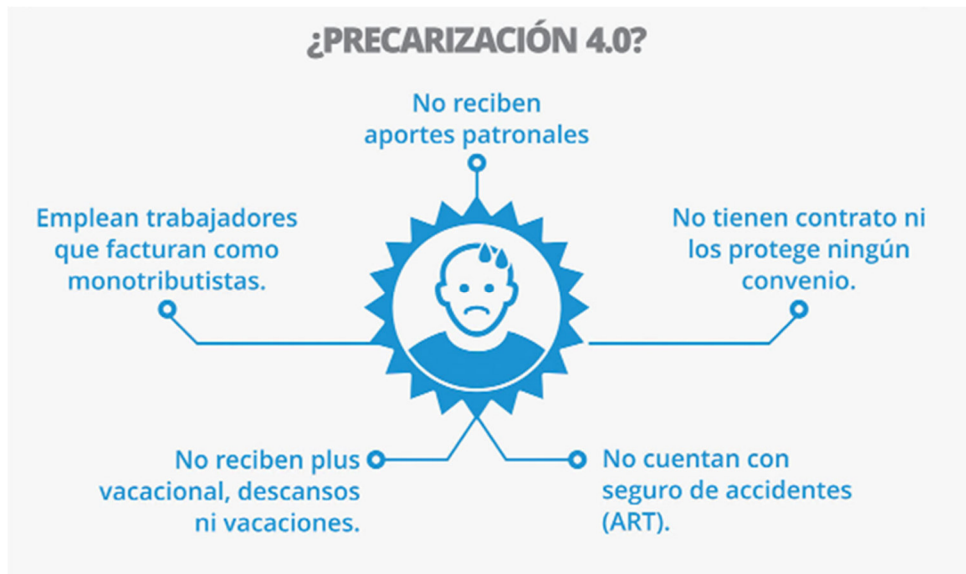 ¿PRECARIZACIÓN 4.0?
No reciben
aportes patronales
Emplean trabajadores
que facturan como
monotributistas.
No tienen contrato ni
los protege ningún
convenio.
No reciben plus
vacacional, descansos
ni vacaciones.
No cuentan con
seguro de accidentes
(ART).